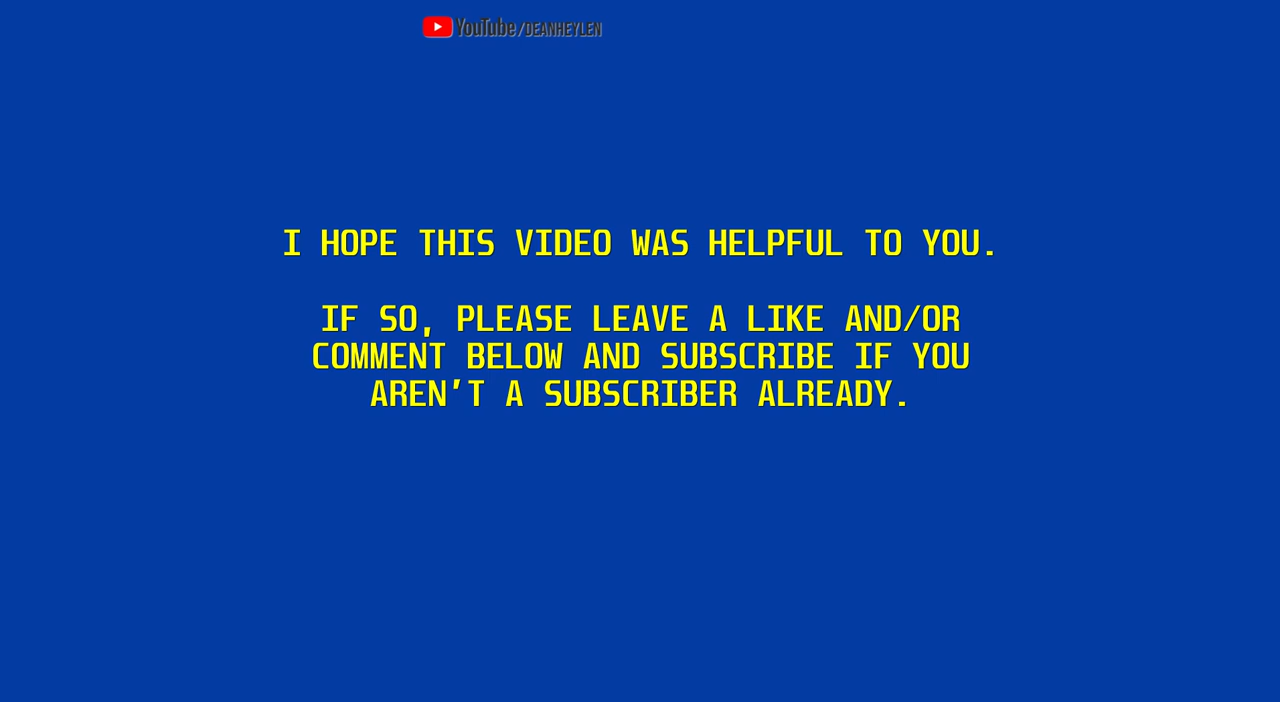 YouTube/DEANHEYLEN
I HOPE THIS VIDEO WAS HELPFUL TO YOU.
IF SO, PLEASE LEAVE A LIKE AND/OR
COMMENT BELOW AND SUBSCRIBE IF YOU
AREN'T A SUBSCRIBER ALREADY.